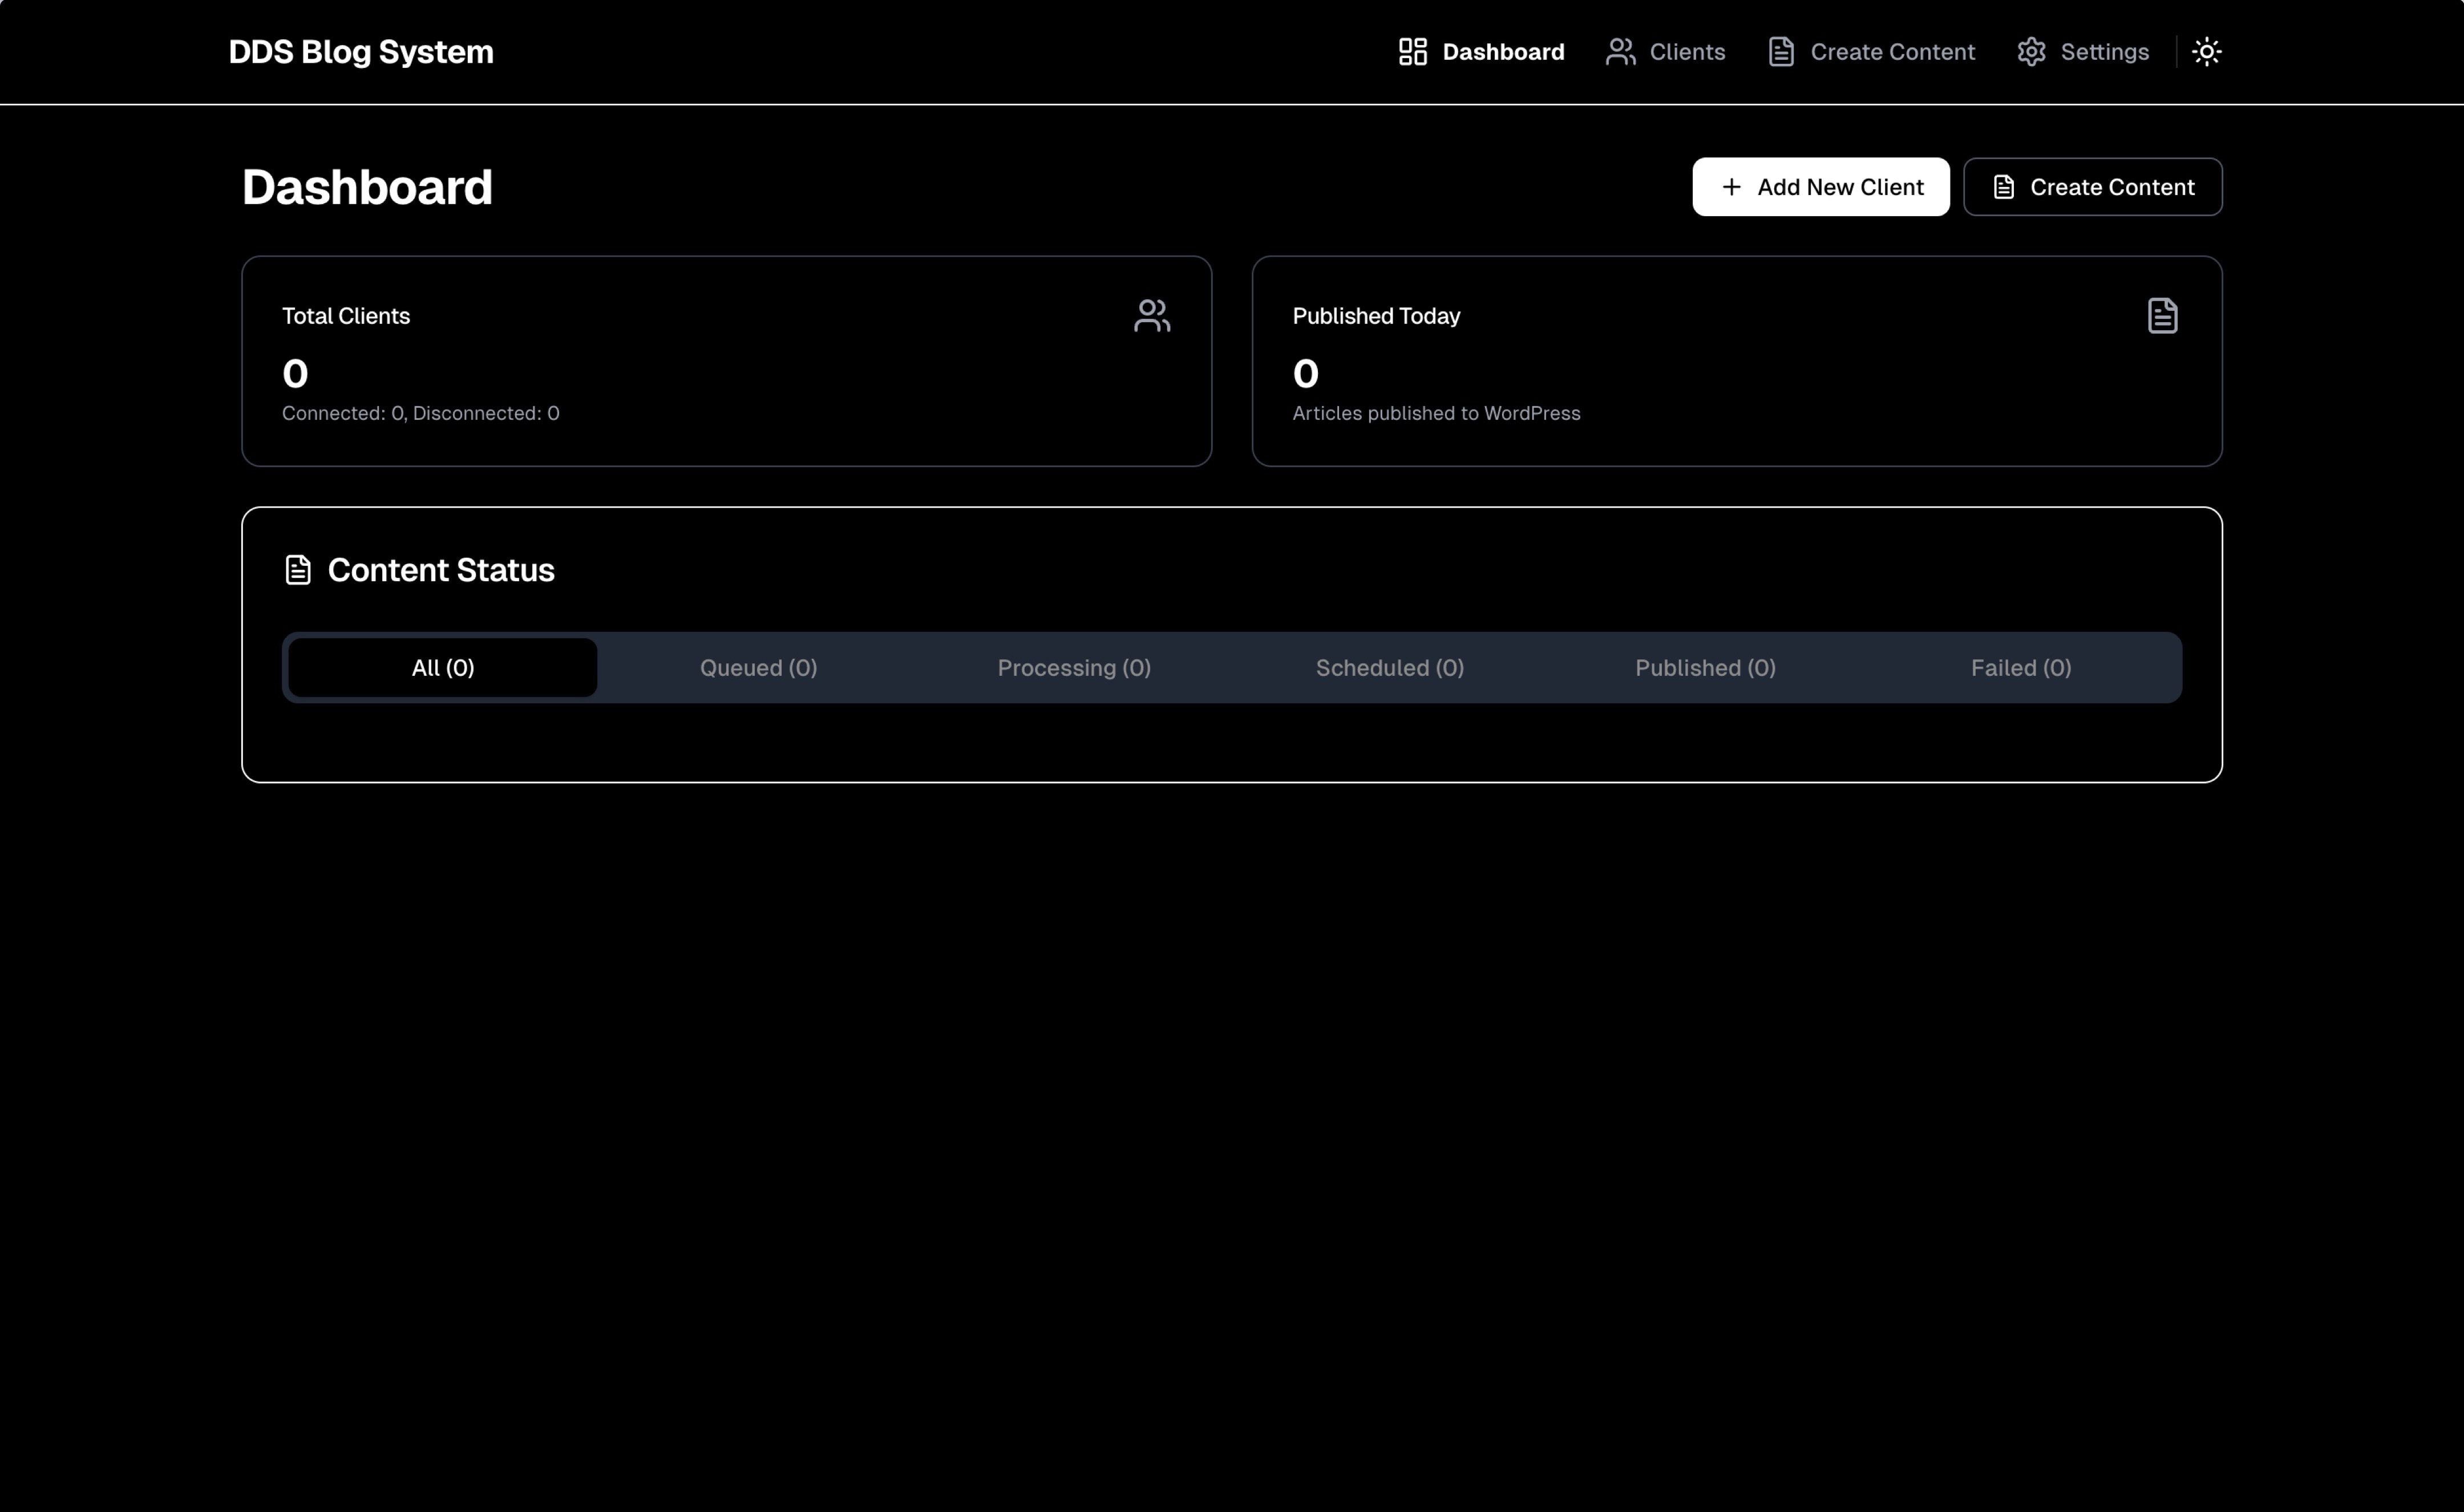 DDS Blog System
Dashboard
Clients
Create Content
Settings
Dashboard
Add New Client
Create Content
Total Clients
0
Connected: 0, Disconnected: 0
Published Today
0
Articles published to WordPress
Content Status
All (0)
Queued (0)
Processing (0)
Scheduled (0)
Published (0)
Failed (0)